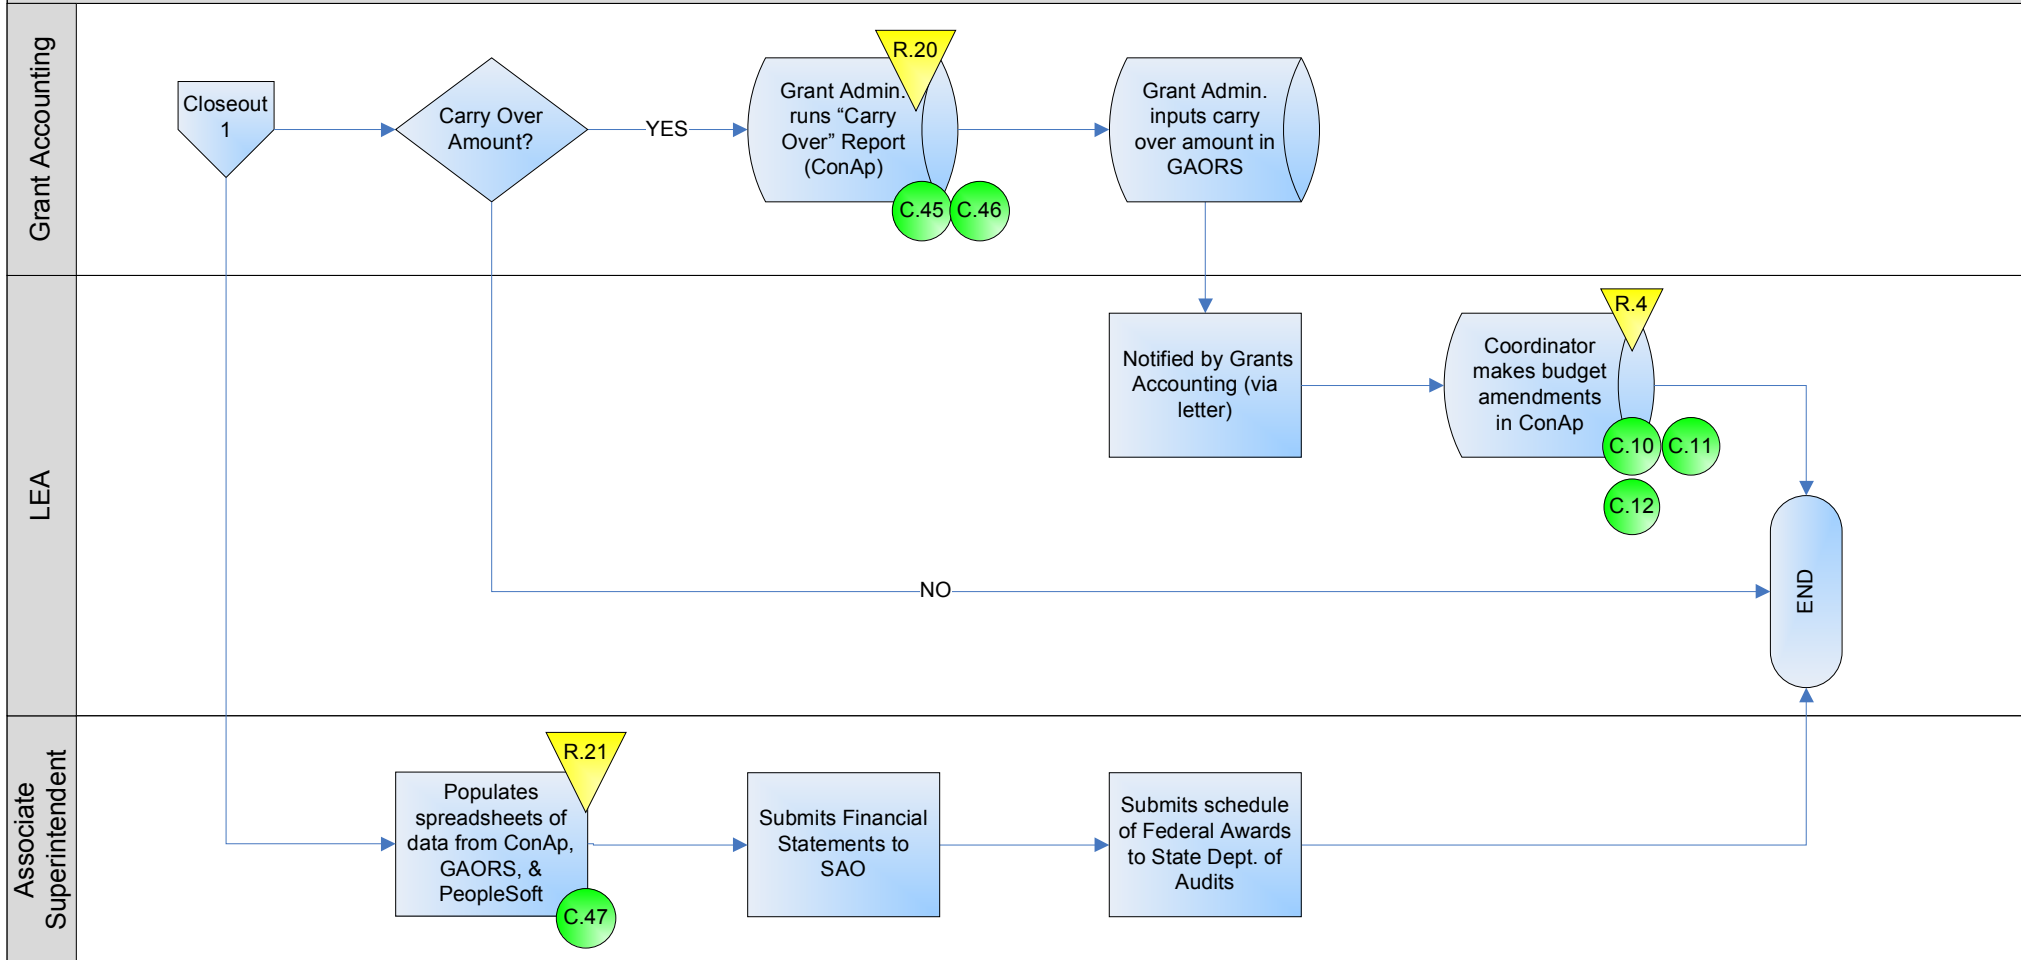 Grant Accounting
Closeout
1
Carry Over
Amount?
YES
R.20
Grant Admin.
runs “Carry
Over” Report
(ConAp)
C.45
C.46
Grant Admin.
inputs carry
over amount in
GAORS
LEA
Notified by Grants
Accounting (via
letter)
R.4
Coordinator
makes budget
amendments
in ConAp
C.10
C.11
C.12
NO
END
Associate
Superintendent
R.21
Populates
spreadsheets of
data from ConAp,
GAORS, &
PeopleSoft
C.47
Submits Financial
Statements to
SAO
Submits schedule
of Federal Awards
to State Dept. of
Audits